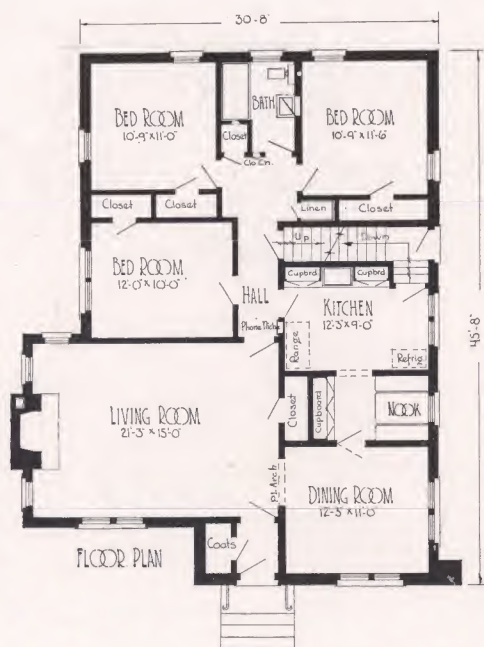 30'-8"
BED ROOM
10'-9" x 11'-0"
BATH
BED ROOM
10'-9" x 11'-6"
Closet
Clo. Chu.
Closet
Closet
Linen
Closet
Up
Down
BED ROOM
12'-0" x 10'-0"
HALL
Cupbrd
Cupbrd
KITCHEN
12'-3" x 9'-0"
Phone Niche
Range
Refrig.
45'-8"
LIVING ROOM
21'-3" x 15'-0"
Closet
Cupboard
NOOK
Pl. Arch
DINING ROOM
12'-3" x 11'-0"
Coats
FLOOR PLAN